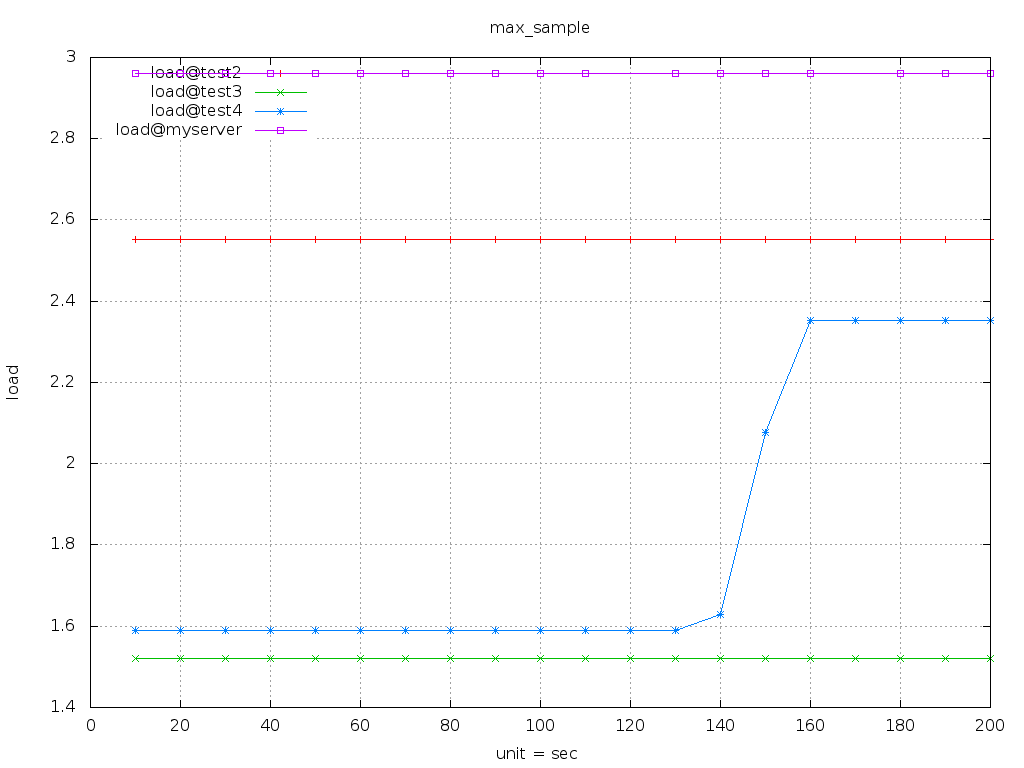 max_sample
3
load@test2
load@test3
load@test4
load@myserver
2.8
2.6
2.4
2.2
load
2
1.8
1.6
1.4
0 20 40 60 80 100 120 140 160 180 200
unit = sec